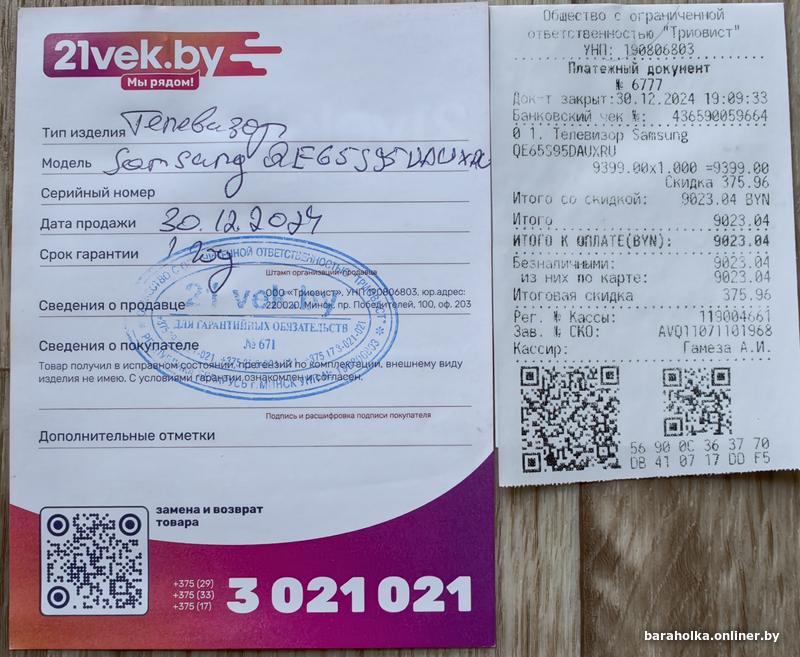 21vek.by
Мы рядом!
Тип изделия Телевизор
Модель Samsung QE65S95DAUXRU
Серийный номер
Дата продажи 30.12.2024
Срок гарантии 1 год
Штамп организации-продавца
Сведения о продавце ООО «Триовист», УНП 190806803, юр.адрес:
220020, Минск, пр. Победителей, 100, оф. 203
21 vek.by
ДЛЯ ГАРАНТИЙНЫХ ОБЯЗАТЕЛЬСТВ
№ 671
Сведения о покупателе
Товар получил в исправном состоянии, претензий по комплектации, внешнему виду
изделия не имею. С условиями гарантии ознакомлен и согласен.
Подпись и расшифровка подписи покупателя
Дополнительные отметки
замена и возврат
товара
+375 (29)
+375 (33)
+375 (17)
3 021 021
Общество с ограниченной
ответственностью "Триовист"
УНП: 190806803
Платежный документ
№ 6777
Док-т закрыт:30.12.2024 19:09:33
Банковский чек №: 436590059664
0 1. Телевизор Samsung
QE65S95DAUXRU
9399.00x1.000 =9399.00
Скидка 375.96
Итого со скидкой: 9023.04 BYN
Итого 9023.04
ИТОГО К ОПЛАТЕ(BYN): 9023.04
Безналичными: 9023.04
из них по карте: 9023.04
Итоговая скидка 375.96
Рег. № Кассы: 119004661
Зав. № СКО: AVQ11071101968
Кассир: Гамеза А.И.
56 90 0C 36 37 70
DB 41 07 17 DD F5
baraholka.onliner.by